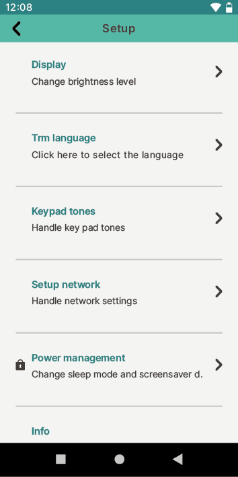 12:08
Setup
Display
Change brightness level
Trm language
Click here to select the language
Keypad tones
Handle key pad tones
Setup network
Handle network settings
Power management
Change sleep mode and screensaver d.
Info